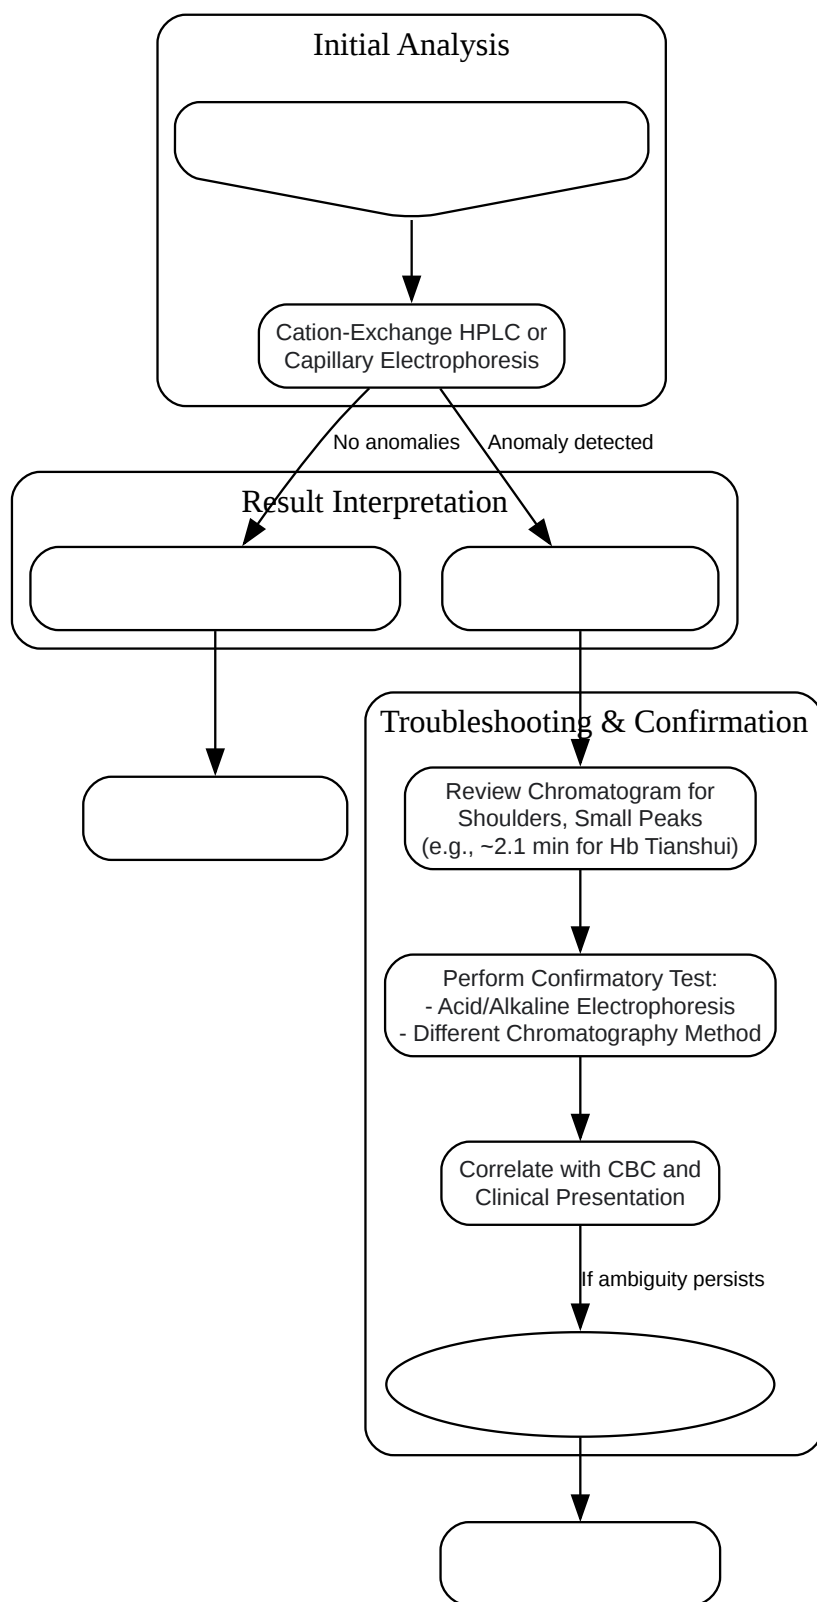 Initial Analysis
Cation-Exchange HPLC or
Capillary Electrophoresis
No anomalies
Anomaly detected
Result Interpretation
Troubleshooting & Confirmation
Review Chromatogram for
Shoulders, Small Peaks
(e.g., ~2.1 min for Hb Tianshui)
Perform Confirmatory Test:
- Acid/Alkaline Electrophoresis
- Different Chromatography Method
Correlate with CBC and
Clinical Presentation
If ambiguity persists